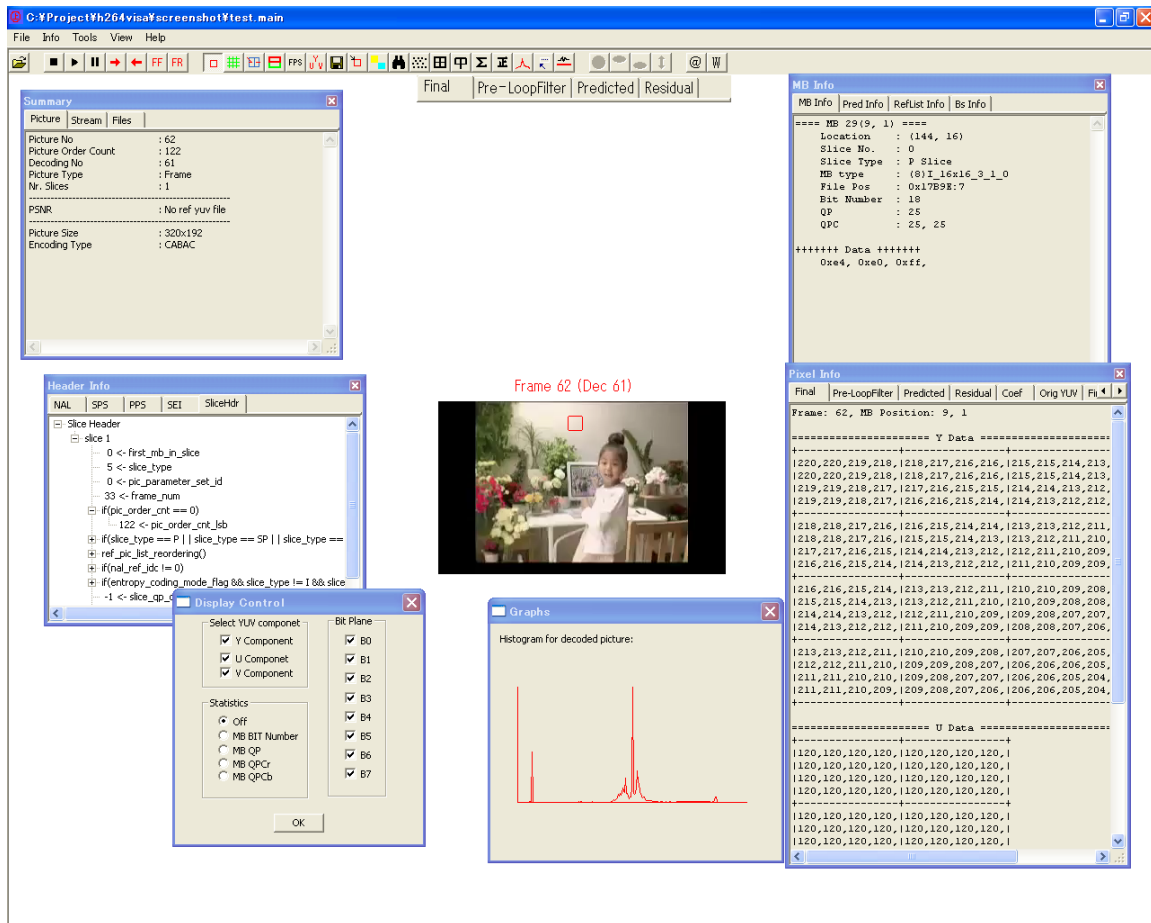 C:¥Project¥h264visa¥screenshot¥test.main
File Info Tools View Help
FF FR FPS YUV @ W
Final Pre-LoopFilter Predicted Residual
Summary
Picture Stream Files
Picture No : 62
Picture Order Count : 122
Decoding No : 61
Picture Type : Frame
Nr. Slices : 1
PSNR : No ref yuv file
Picture Size : 320x192
Encoding Type : CABAC
MB Info
MB Info Pred Info RefList Info Bs Info
==== MB 29(9, 1) ====
Location : (144, 16)
Slice No. : 0
Slice Type : P Slice
MB type : (8)I_16x16_3_1_0
File Pos : 0x17B9E:7
Bit Number : 18
QP : 25
QPC : 25, 25
+++++++ Data +++++++
0xe4, 0xe0, 0xff,
Header Info
NAL SPS PPS SEI SliceHdr
Slice Header
slice 1
0 <- first_mb_in_slice
5 <- slice_type
0 <- pic_parameter_set_id
33 <- frame_num
if(pic_order_cnt == 0)
122 <- pic_order_cnt_lsb
if(slice_type == P || slice_type == SP || slice_type ==
ref_pic_list_reordering()
if(nal_ref_idc != 0)
if(entropy_coding_mode_flag && slice_type != I && slice
-1 <- slice_qp_
Frame 62 (Dec 61)
Display Control
Select YUV componet
Y Component
U Componet
V Component
Statistics
Off
MB BIT Number
MB QP
MB QPCr
MB QPCb
Bit Plane
B0
B1
B2
B3
B4
B5
B6
B7
OK
Graphs
Histogram for decoded picture:
Pixel Info
Final Pre-LoopFilter Predicted Residual Coef Orig YUV
Frame: 62, MB Position: 9, 1
====================== Y Data =====================
|220,220,219,218,|218,217,216,216,|215,215,214,213,
|220,220,219,218,|218,217,216,215,|215,215,214,213,
|219,219,218,217,|217,216,215,215,|214,214,213,212,
|219,219,218,217,|216,216,215,214,|214,213,212,212,
|218,218,217,216,|216,215,214,214,|213,213,212,211,
|218,218,217,216,|215,215,214,213,|213,212,211,210,
|217,217,216,215,|214,214,213,212,|212,211,210,209,
|216,216,215,214,|214,213,212,212,|211,210,209,209,
|216,216,215,214,|213,213,212,211,|210,210,209,208,
|215,215,214,213,|213,212,211,210,|210,209,208,208,
|214,214,213,212,|212,211,210,209,|209,208,207,207,
|214,213,212,212,|211,210,209,209,|208,208,207,206,
|213,213,212,211,|210,210,209,208,|207,207,206,205,
|212,212,211,210,|209,209,208,207,|206,206,206,205,
|211,211,210,210,|209,208,207,207,|206,206,205,204,
|211,211,210,209,|209,208,207,206,|206,206,205,204,
====================== U Data =====================
|120,120,120,120,|120,120,120,120,|
|120,120,120,120,|120,120,120,120,|
|120,120,120,120,|120,120,120,120,|
|120,120,120,120,|120,120,120,120,|
|120,120,120,120,|120,120,120,120,|
|120,120,120,120,|120,120,120,120,|
|120,120,120,120,|120,120,120,120,|